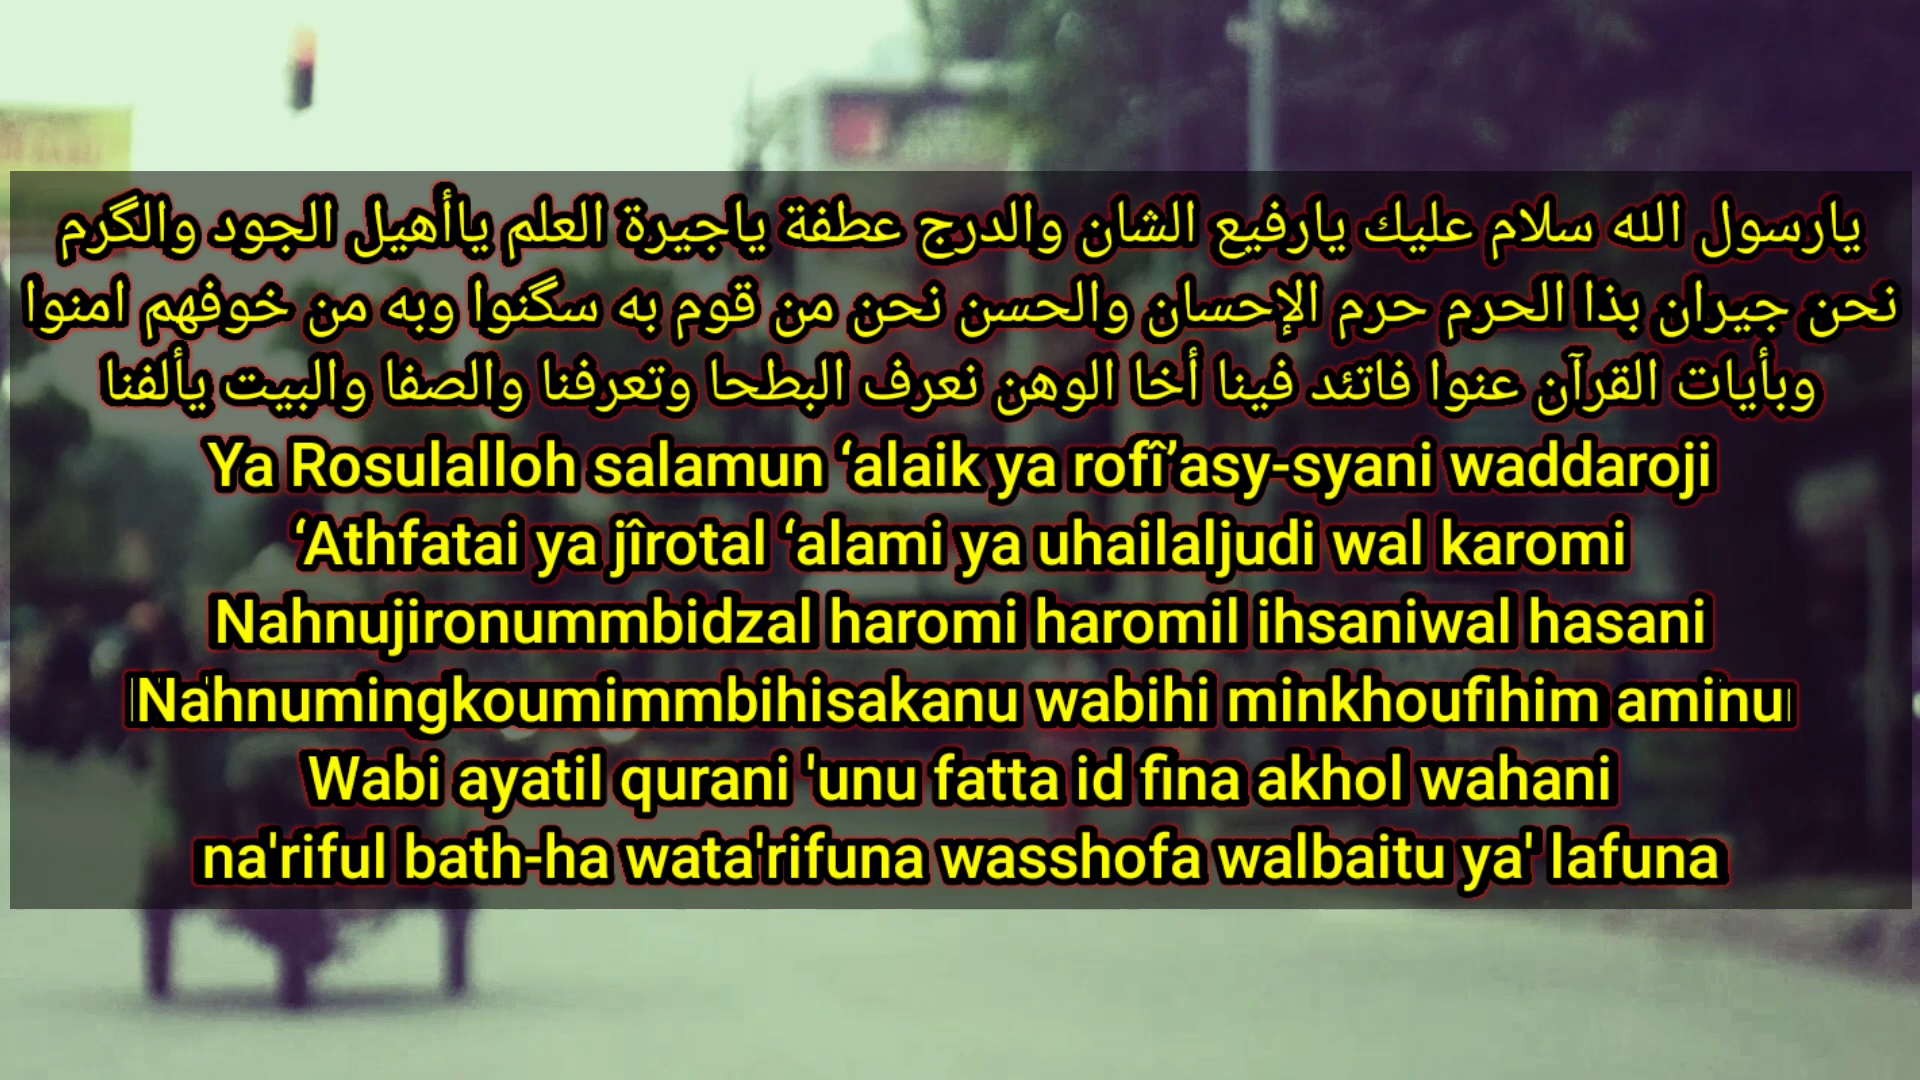 يارسول الله سلام عليك يارفيع الشان والدرج عطفة ياجيرة العلم ياأهيل الجود والگرم
نحن جيران بذا الحرم حرم الإحسان والحسن نحن من قوم به سگنوا وبه من خوفهم امنوا
وبأيات القرآن عنوا فاتئد فينا أخا الوهن نعرف البطحا وتعرفنا والصفا والبيت يألفنا
Ya Rosulalloh salamun ‘alaik ya rofî’asy-syani waddaroji
‘Athfatai ya jîrotal ‘alami ya uhailaljudi wal karomi
Nahnujironummbidzal haromi haromil ihsaniwal hasani
Nahnumingkoumimmbihisakanu wabihi minkhoufihim aminu
Wabi ayatil qurani 'unu fatta id fina akhol wahani
na'riful bath-ha wata'rifuna wasshofa walbaitu ya' lafuna